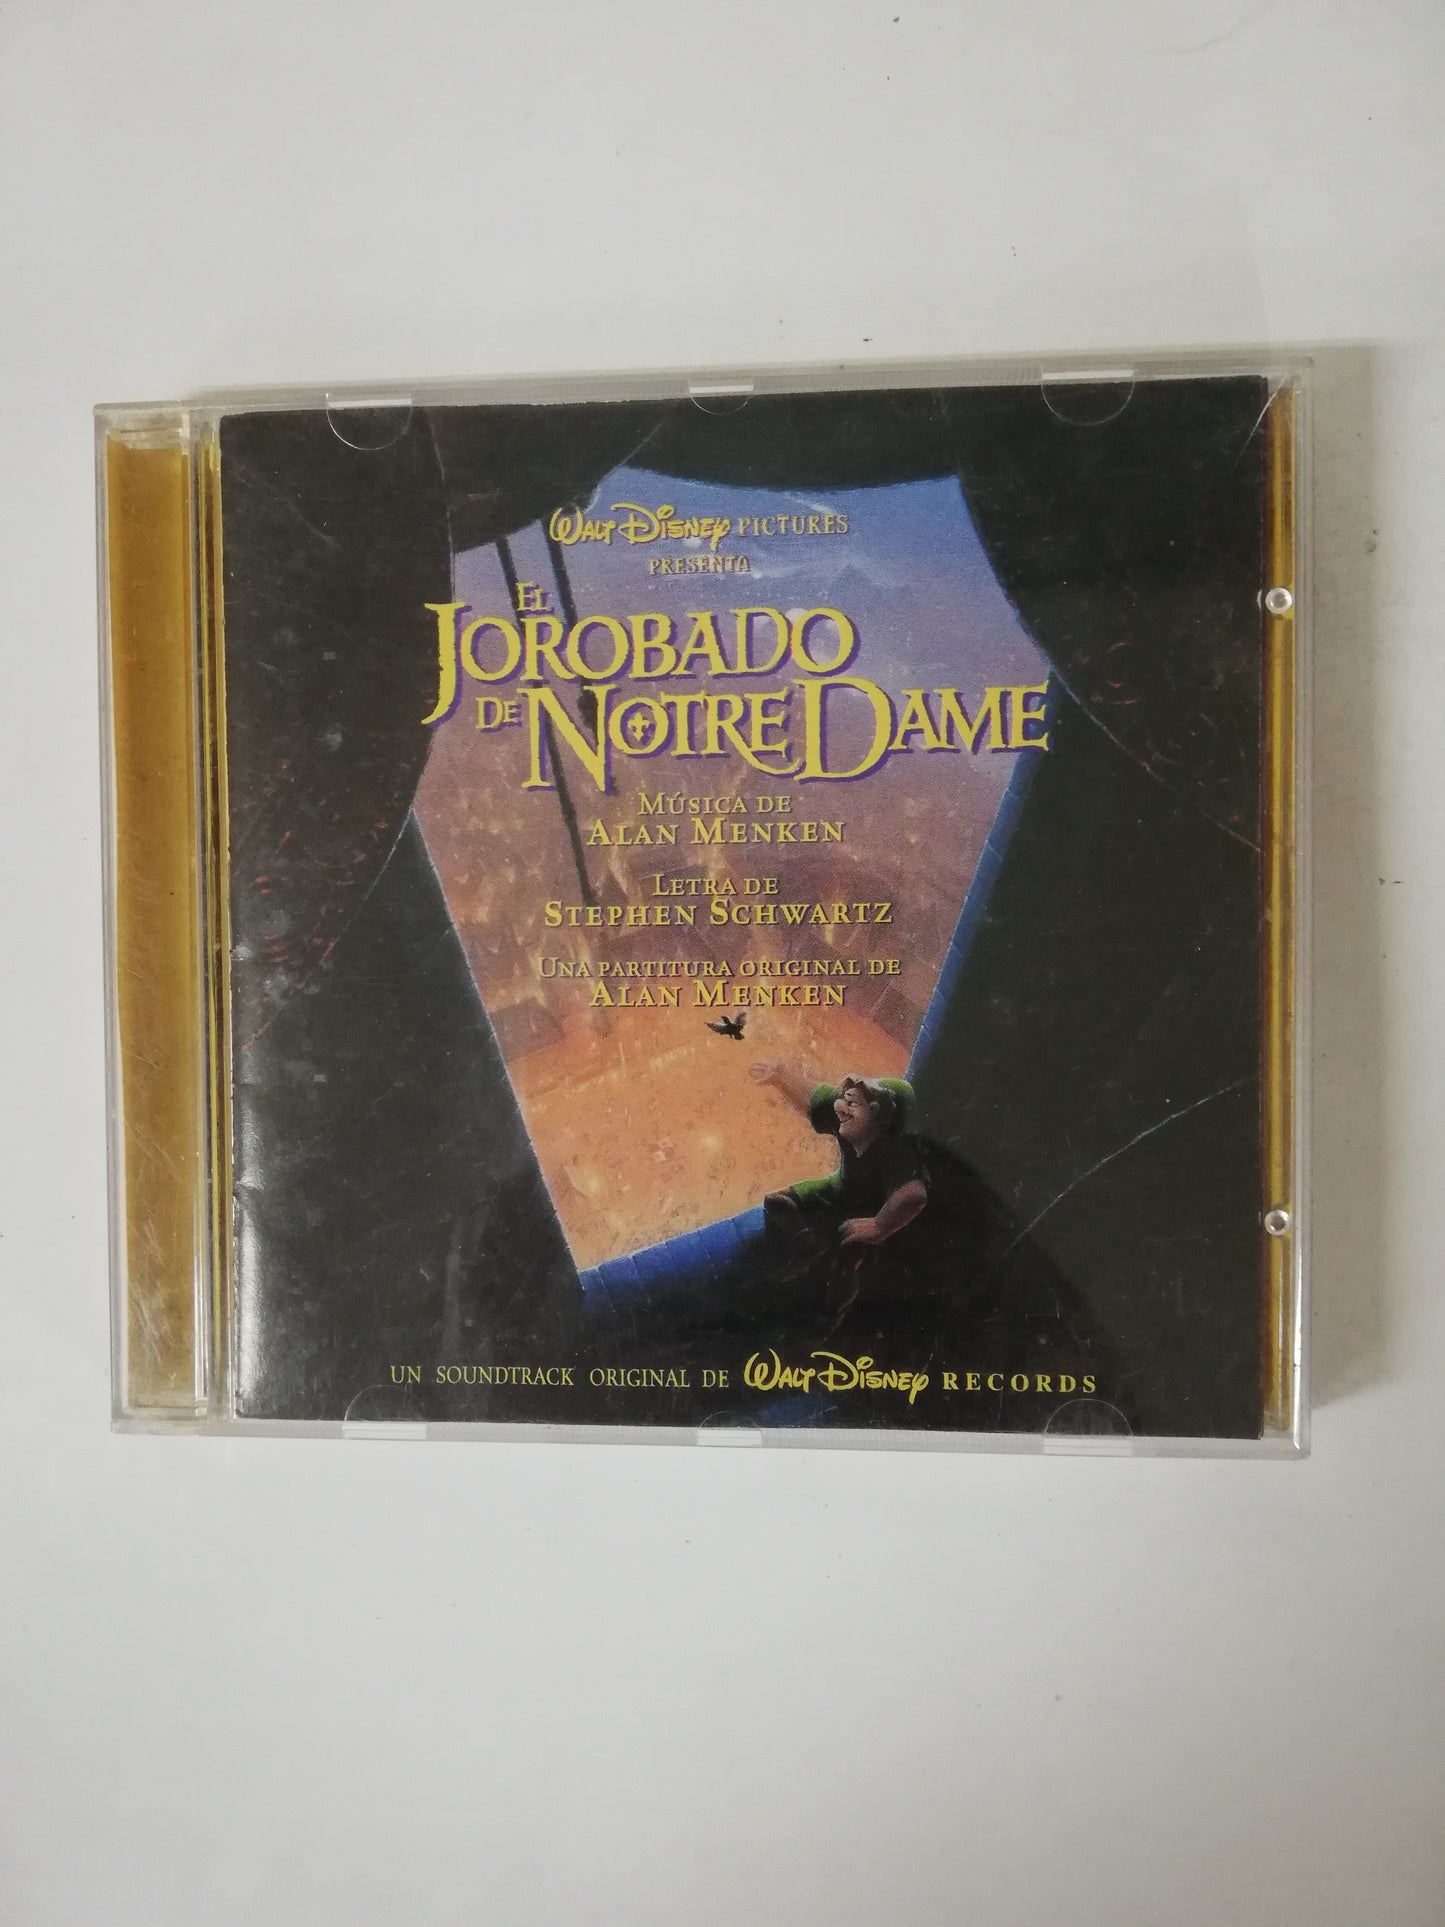 WALT DISNEY PICTURES
PRESENTA
EL
JOROBADO
DE NOTRE DAME
MÚSICA DE
ALAN MENKEN
LETRA DE
STEPHEN SCHWARTZ
UNA PARTITURA ORIGINAL DE
ALAN MENKEN
UN SOUNDTRACK ORIGINAL DE WALT DISNEY RECORDS